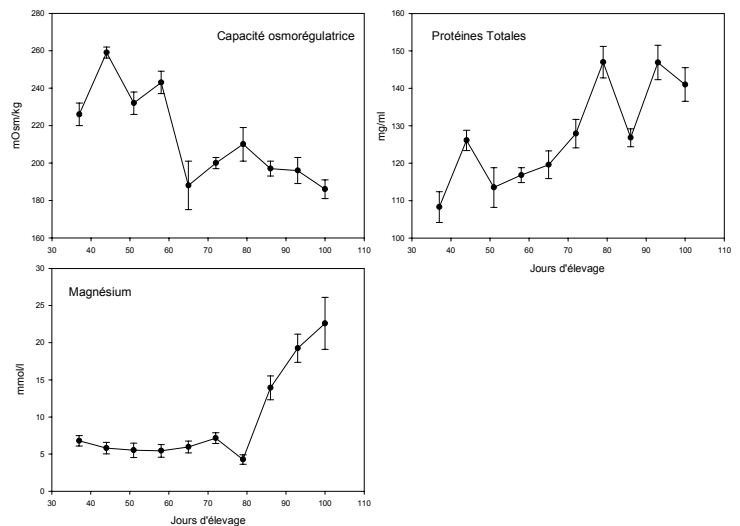 Capacité osmorégulatrice
mOsm/kg
280
260
240
220
200
180
160
30 40 50 60 70 80 90 100 110
Protéines Totales
mg/ml
160
150
140
130
120
110
100
30 40 50 60 70 80 90 100 110
Jours d'élevage
Magnésium
mmol/l
30
25
20
15
10
5
0
30 40 50 60 70 80 90 100 110
Jours d'élevage